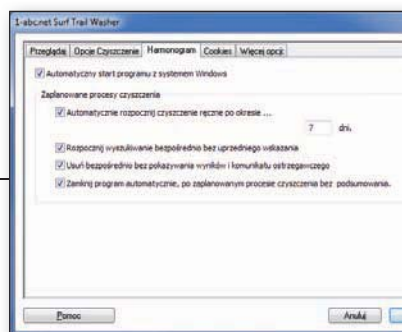 1-abc.net Surf Trail Washer
Przeglądaj Opcje Czyszczenie Harmonogram Cookies Więcej opcji
Automatyczny start programu z systemem Windows
Zaplanowane procesy czyszczenia
Automatycznie rozpocznij czyszczenie ręczne po okresie ...
7 dni.
Rozpocznij wyszukiwanie bezpośrednio bez uprzedniego wskazania
Usuń bezpośrednio bez pokazywania wyników i komunikatu ostrzegawczego
Zamknij program automatycznie, po zaplanowanym procesie czyszczenia bez podsumowania.
Pomoc Anuluj